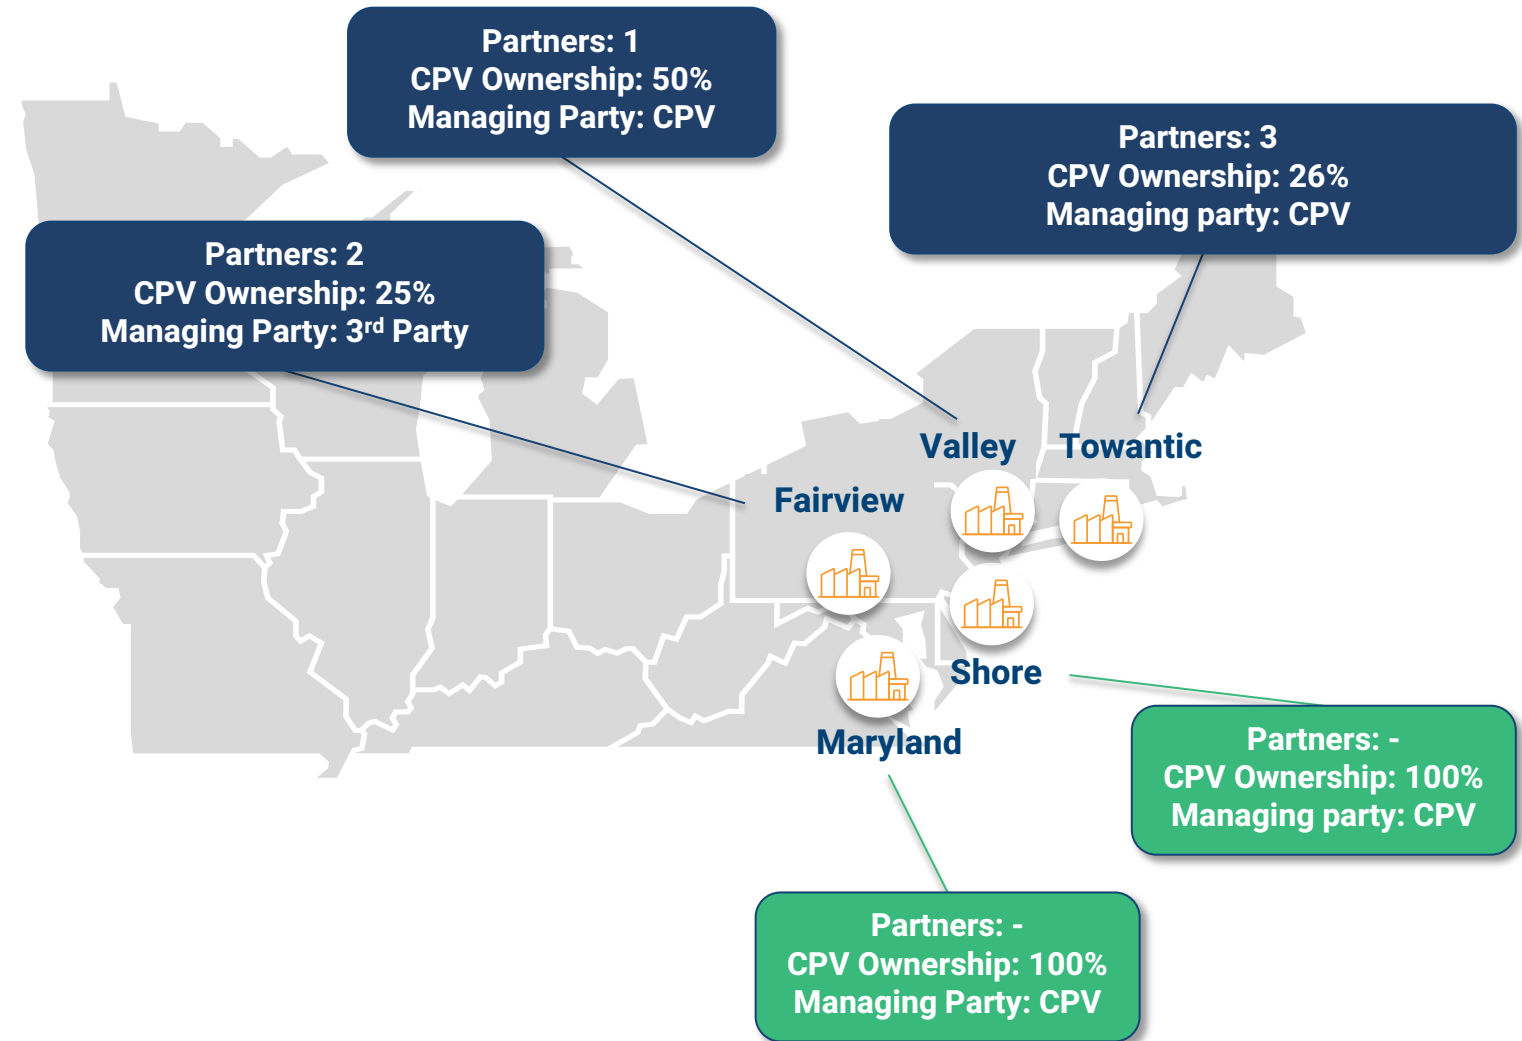 Partners: 1
CPV Ownership: 50%
Managing Party: CPV
Partners: 3
CPV Ownership: 26%
Managing party: CPV
Partners: 2
CPV Ownership: 25%
Managing Party: 3rd Party
Valley
Towantic
Fairview
Shore
Maryland
Partners: -
CPV Ownership: 100%
Managing party: CPV
Partners: -
CPV Ownership: 100%
Managing Party: CPV